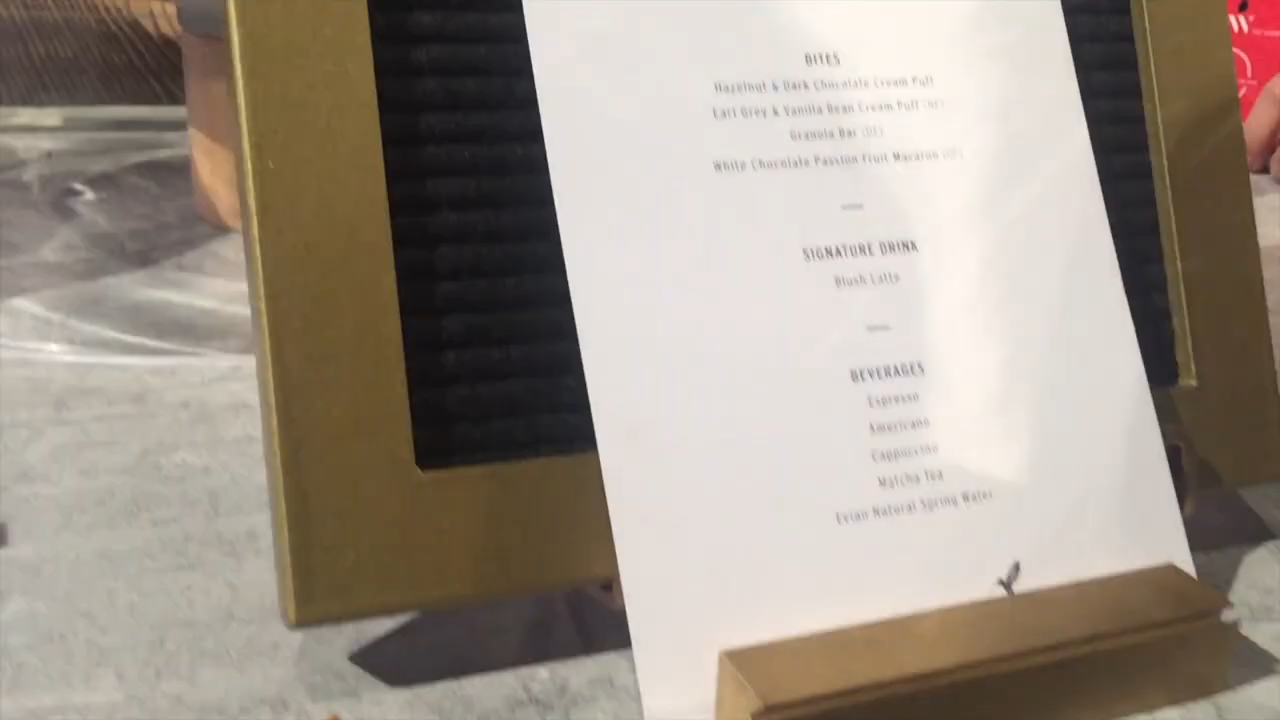 BITES
Hazelnut & Dark Chocolate Cream Puff
Earl Grey & Vanilla Bean Cream Puff
Granola Bar
White Chocolate Passion Fruit Macaron
SIGNATURE DRINK
Blush Latte
BEVERAGES
Espresso
Americano
Cappuccino
Matcha Tea
Evian Natural Spring Water